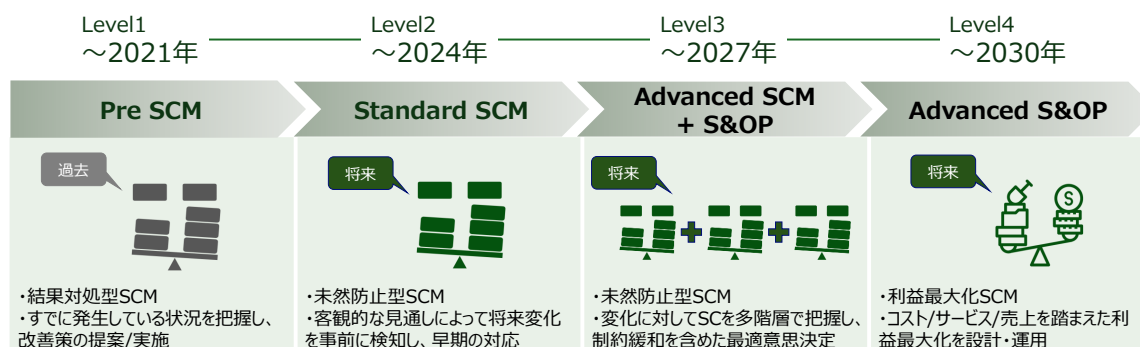 Level1
～2021年
Level2
～2024年
Level3
～2027年
Level4
～2030年
Pre SCM
Standard SCM
Advanced SCM
+ S&OP
Advanced S&OP
過去
将来
将来
将来
S
・結果対処型SCM
・すでに発生している状況を把握し、
改善策の提案/実施
・未然防止型SCM
・客観的な見通しによって将来変化
を事前に検知し、早期の対応
・未然防止型SCM
・変化に対してSCを多階層で把握し、
制約緩和を含めた最適意思決定
・利益最大化SCM
・コスト/サービス/売上を踏まえた利
益最大化を設計・運用